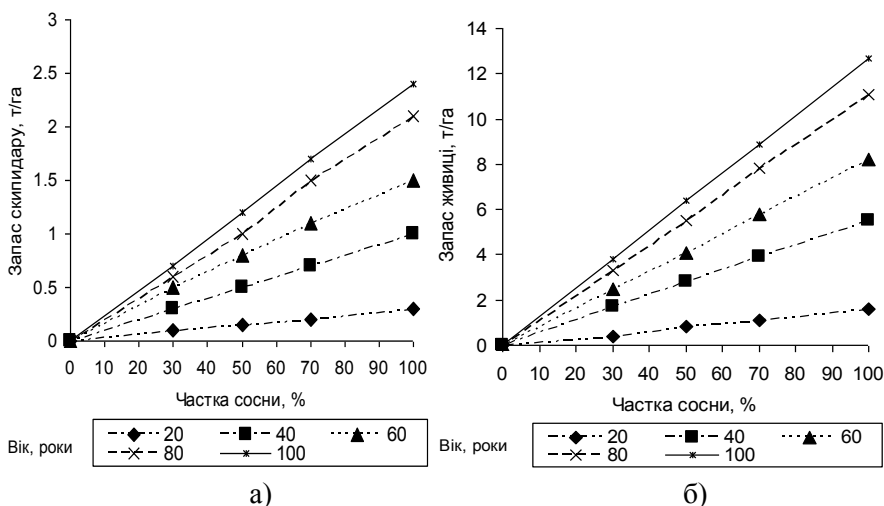 Запас скипидару, т/га
3
2.5
2
1.5
1
0.5
0
0 10 20 30 40 50 60 70 80 90 100
Частка сосни, %
Вік, роки
20 40 60
80 100
а)
Запас живиці, т/га
14
12
10
8
6
4
2
0
0 10 20 30 40 50 60 70 80 90 100
Частка сосни, %
Вік, роки
20 40 60
80 100
б)